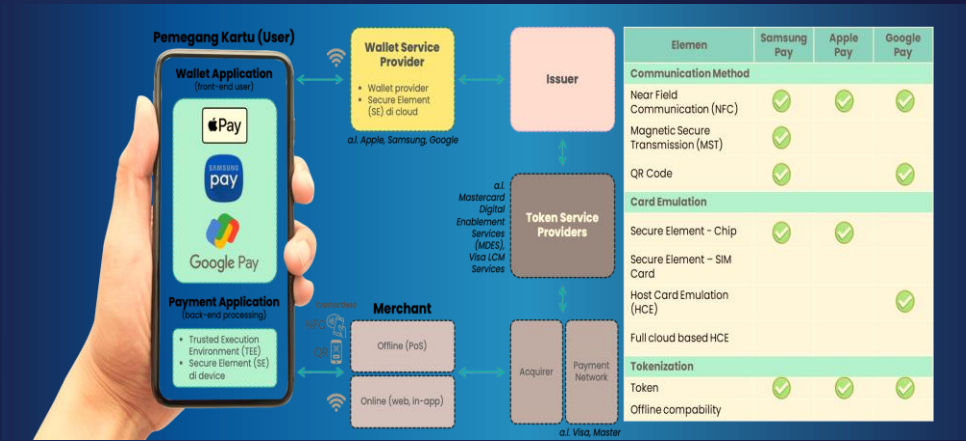 Pemegang Kartu (User)
Wallet Application
(front-end user)
Pay
SAMSUNG
pay
Google Pay
Payment Application
(back-end processing)
• Trusted Execution
Environment (TEE)
• Secure Element (SE)
di device
Wallet Service
Provider
• Wallet provider
• Secure Element
(SE) di cloud
a.l. Apple, Samsung, Google
Issuer
a.l.
Mastercard
Digital
Enablement
Services
(MDES),
Visa LCM
Services
Token Service
Providers
Merchant
NFC
QR
Offline (PoS)
Online (web, in-app)
Acquirer
Payment
Network
a.l. Visa, Master
Elemen
Samsung
Pay
Apple
Pay
Google
Pay
Communication Method
Near Field
Communication (NFC)
Magnetic Secure
Transmission (MST)
QR Code
Card Emulation
Secure Element - Chip
Secure Element – SIM
Card
Host Card Emulation
(HCE)
Full cloud based HCE
Tokenization
Token
Offline compability